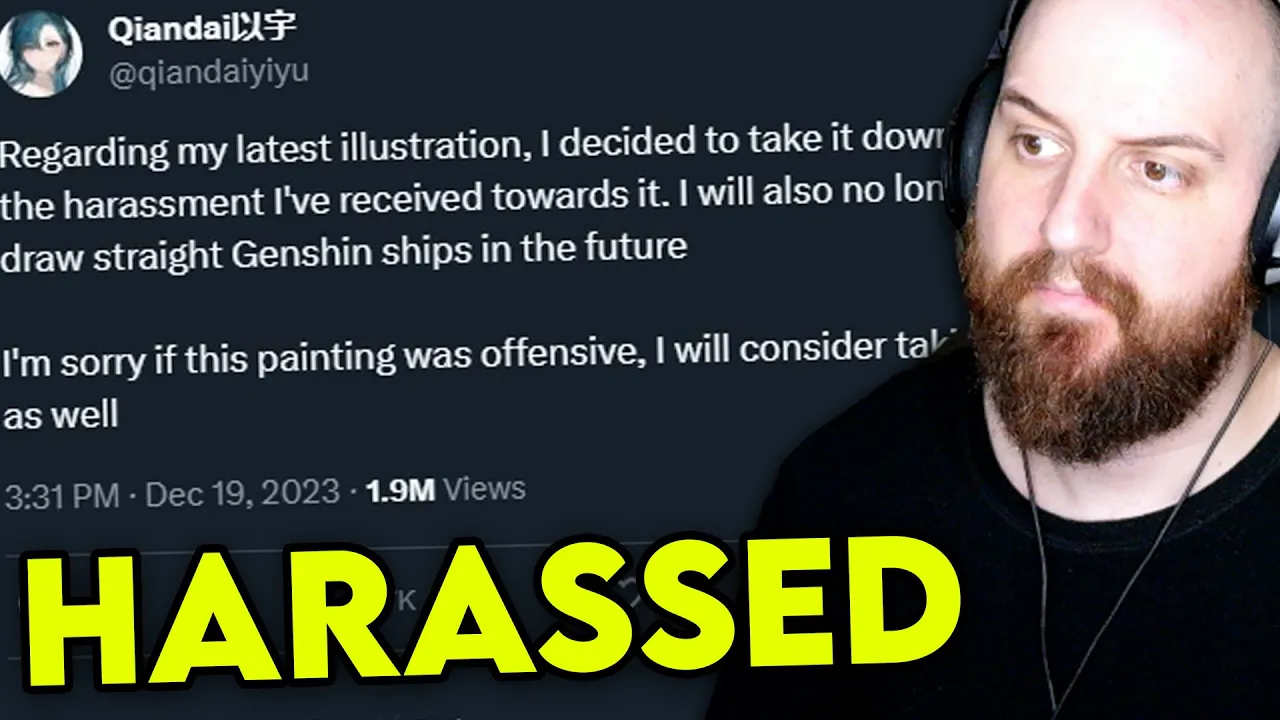 Qiandai以宇
@qiandaiyiyu
Regarding my latest illustration, I decided to take it down
the harassment I've received towards it. I will also no lon
draw straight Genshin ships in the future
I'm sorry if this painting was offensive, I will consider tak
as well
3:31 PM · Dec 19, 2023 · 1.9M Views
K
HARASSED